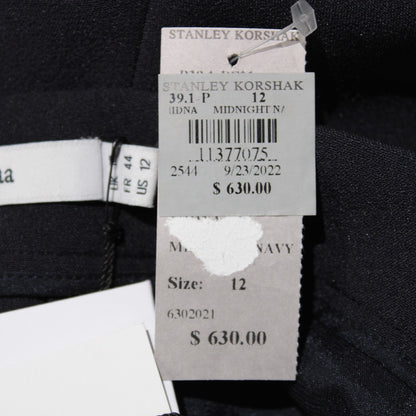 STANLEY KORSHAK
STANLEY KORSHAK
39.1-P 12
MIDNIGHT N
11377075
2544 9/23/2022
$ 630.00
NAVY
Size: 12
6302021
$ 630.00
na
UK
FR 44
US 12